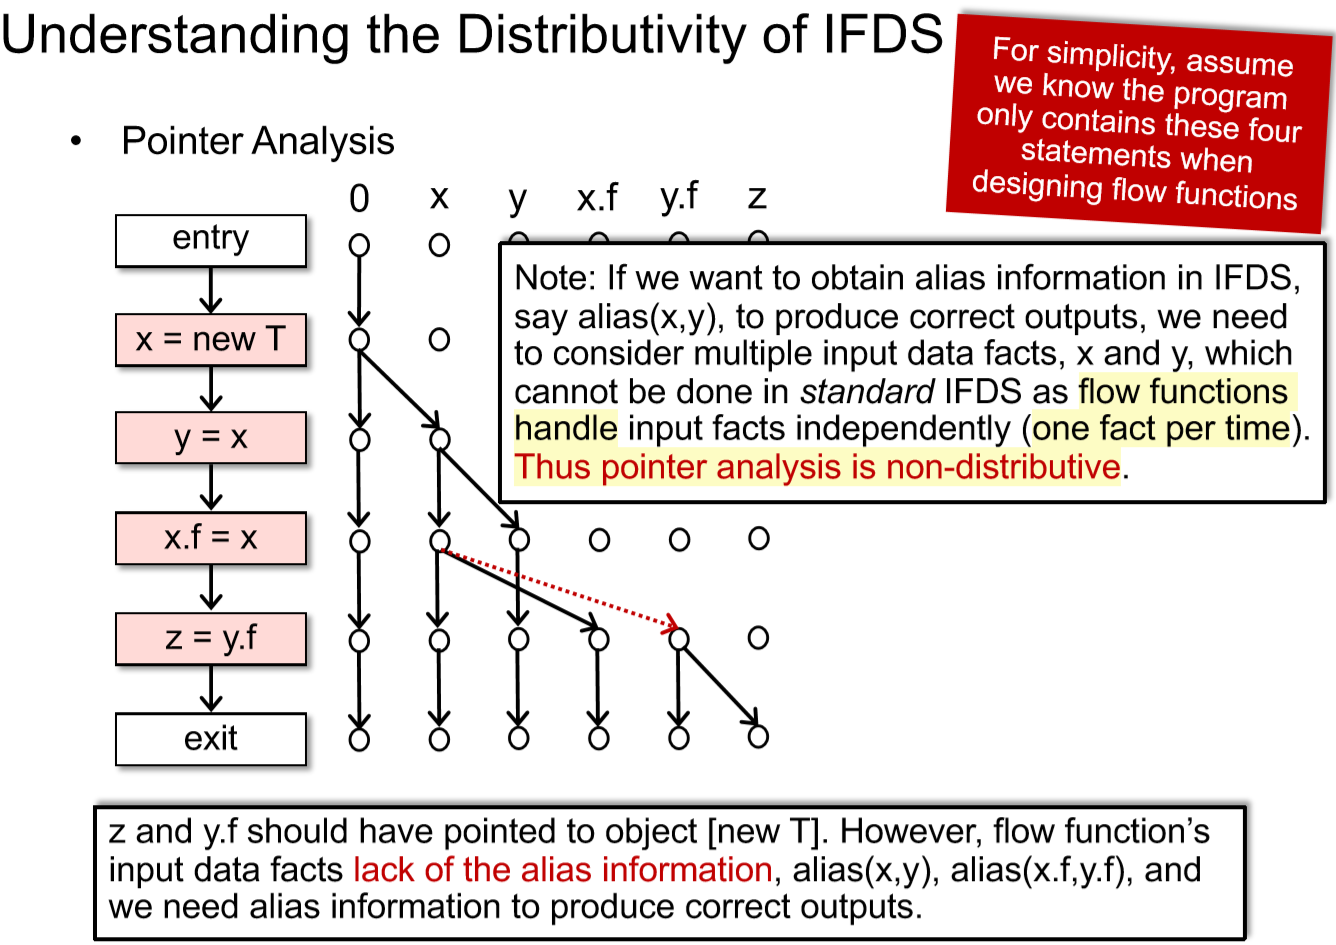 Understanding the Distributivity of IFDS
For simplicity, assume
we know the program
only contains these four
statements when
designing flow functions
• Pointer Analysis
0 x y x.f y.f z
entry
x = new T
y = x
x.f = x
z = y.f
exit
Note: If we want to obtain alias information in IFDS,
say alias(x,y), to produce correct outputs, we need
to consider multiple input data facts, x and y, which
cannot be done in standard IFDS as flow functions
handle input facts independently (one fact per time).
Thus pointer analysis is non-distributive.
z and y.f should have pointed to object [new T]. However, flow function's
input data facts lack of the alias information, alias(x,y), alias(x.f,y.f), and
we need alias information to produce correct outputs.